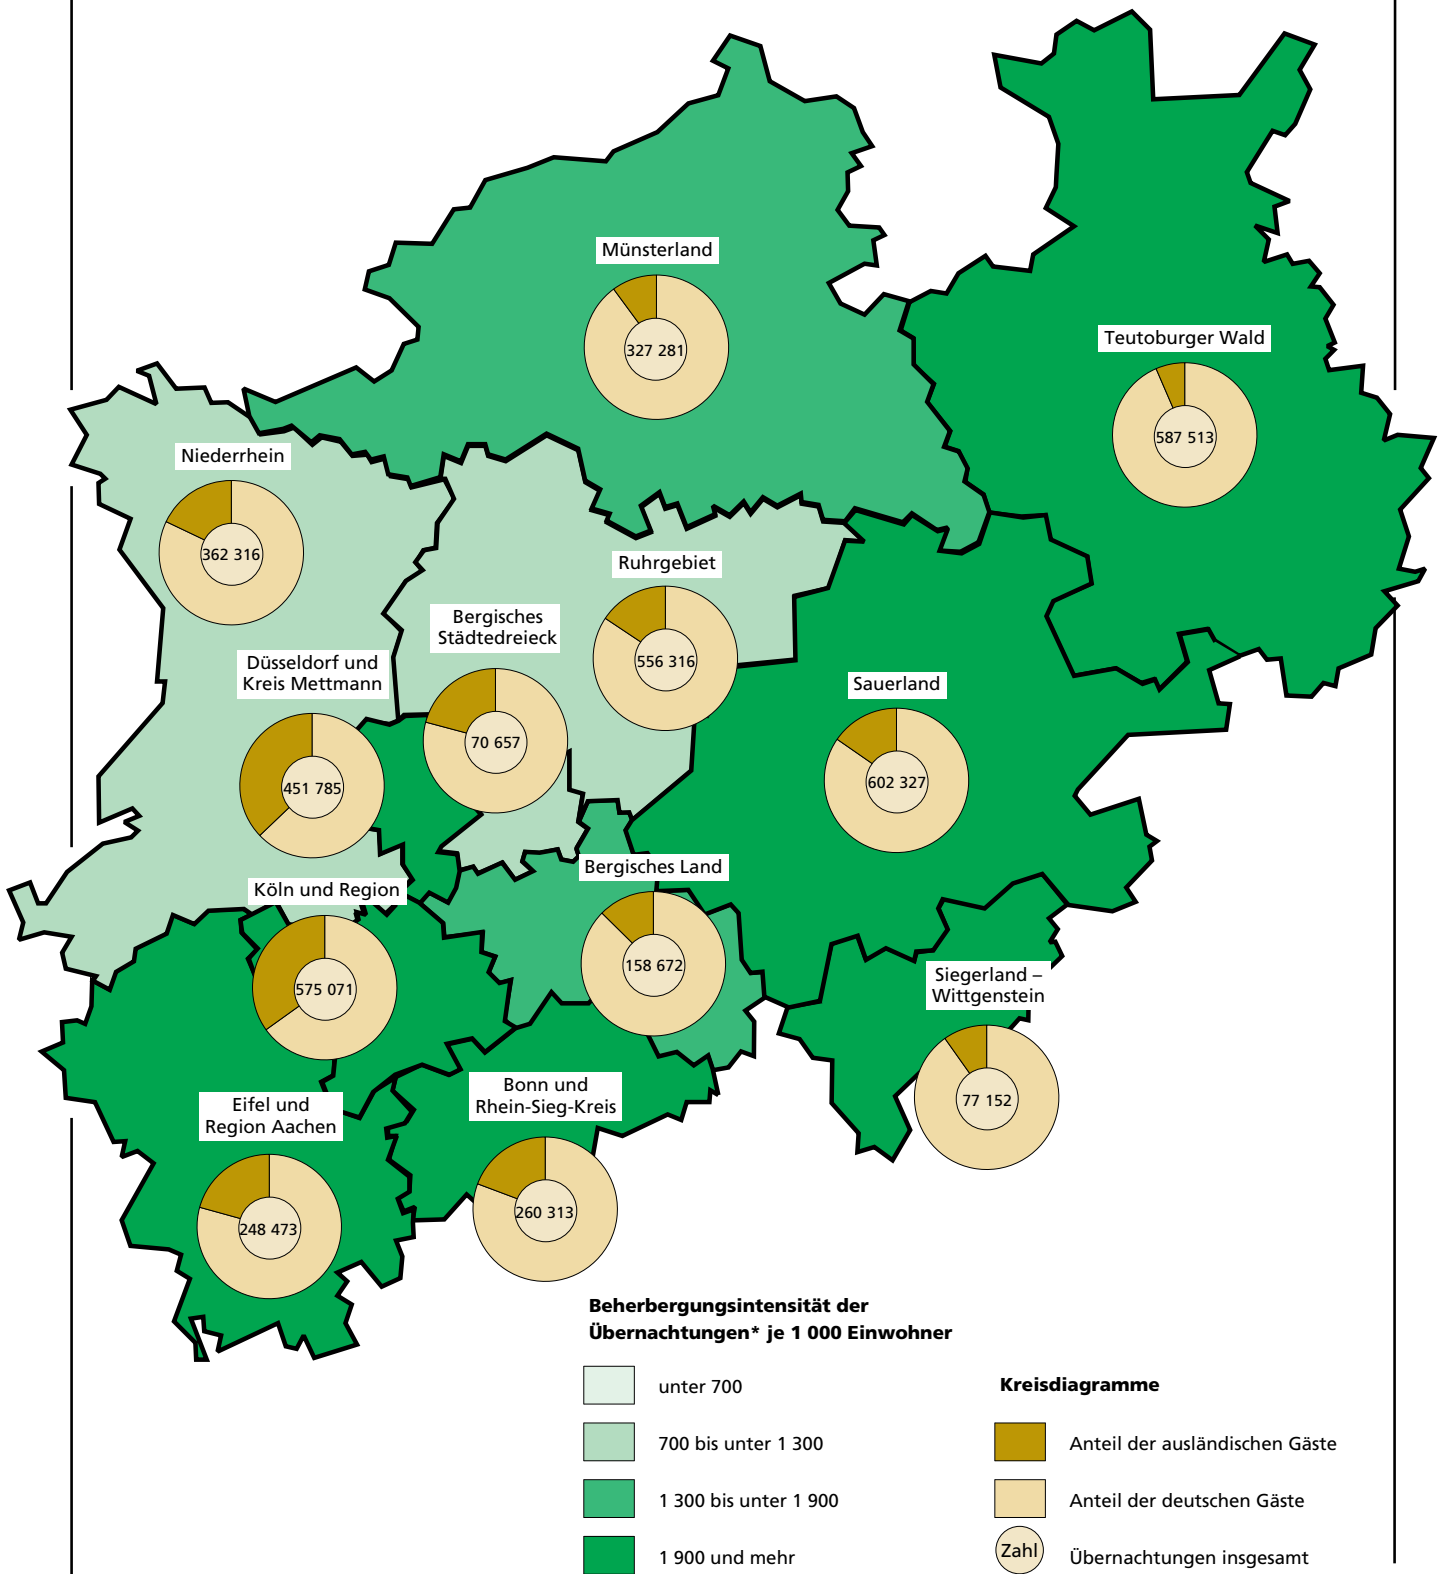 Münsterland
327 281
Teutoburger Wald
587 513
Niederrhein
362 316
Ruhrgebiet
556 316
Bergisches
Städtedreieck
70 657
Düsseldorf und
Kreis Mettmann
451 785
Sauerland
602 327
Bergisches Land
158 672
Köln und Region
575 071
Siegerland –
Wittgenstein
77 152
Bonn und
Rhein-Sieg-Kreis
260 313
Eifel und
Region Aachen
248 473
Beherbergungsintensität der
Übernachtungen* je 1 000 Einwohner
unter 700
700 bis unter 1 300
1 300 bis unter 1 900
1 900 und mehr
Kreisdiagramme
Anteil der ausländischen Gäste
Anteil der deutschen Gäste
Zahl
Übernachtungen insgesamt